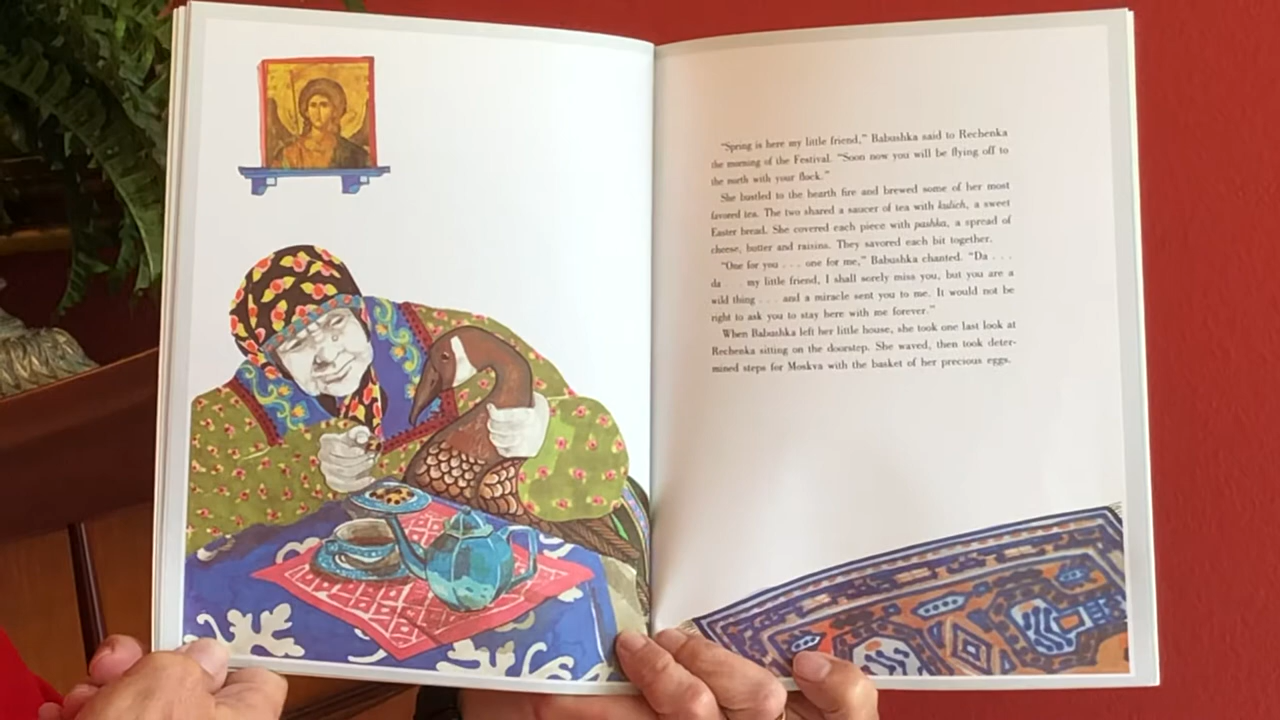 "Spring is here my little friend," Babushka said to Rechenka
the morning of the Festival. "Soon now you will be flying off to
the north with your flock."
She hustled to the hearth fire and brewed some of her most
favored tea. The two shared a saucer of tea with kulich, a sweet
Easter bread. She covered each piece with pashka, a spread of
cheese, butter and raisins. They savored each bit together.
"One for you . . . one for me," Babushka chanted. "Da . . .
da . . . my little friend, I shall sorely miss you, but you are a
wild thing . . . and a miracle sent you to me. It would not be
right to ask you to stay here with me forever."
When Babushka left her little house, she took one last look at
Rechenka sitting on the doorstep. She waved, then took deter-
mined steps for Moskva with the basket of her precious eggs.